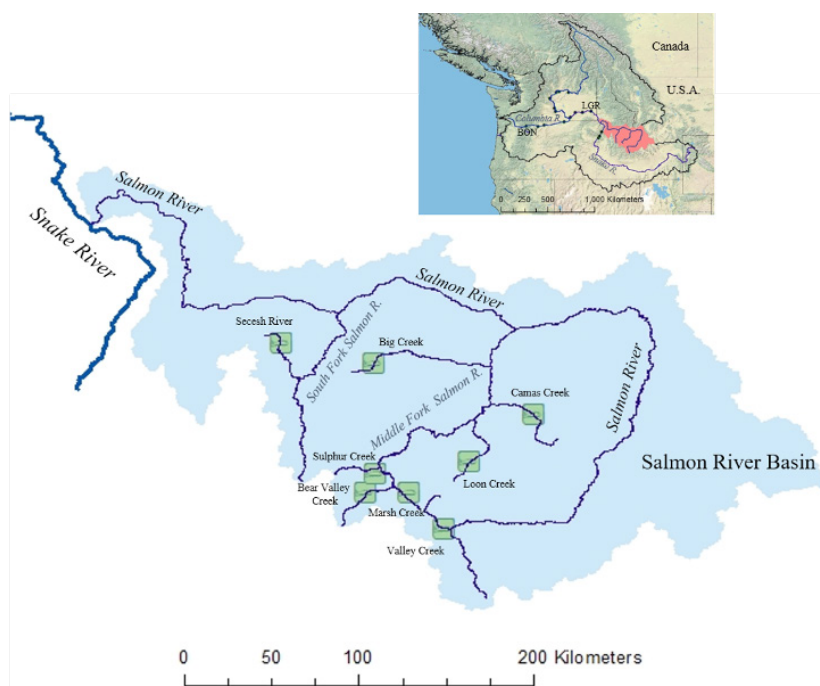 Canada
U.S.A.
LGR
Columbia R.
BON
Snake R.
0 250 500 1,000 Kilometers
Salmon River
Snake River
Salmon River
Secesh River
South Fork Salmon R.
Big Creek
Salmon River
Middle Fork Salmon R.
Camas Creek
Sulphur Creek
Bear Valley
Creek
Loon Creek
Marsh Creek
Salmon River Basin
Valley Creek
0 50 100 200 Kilometers